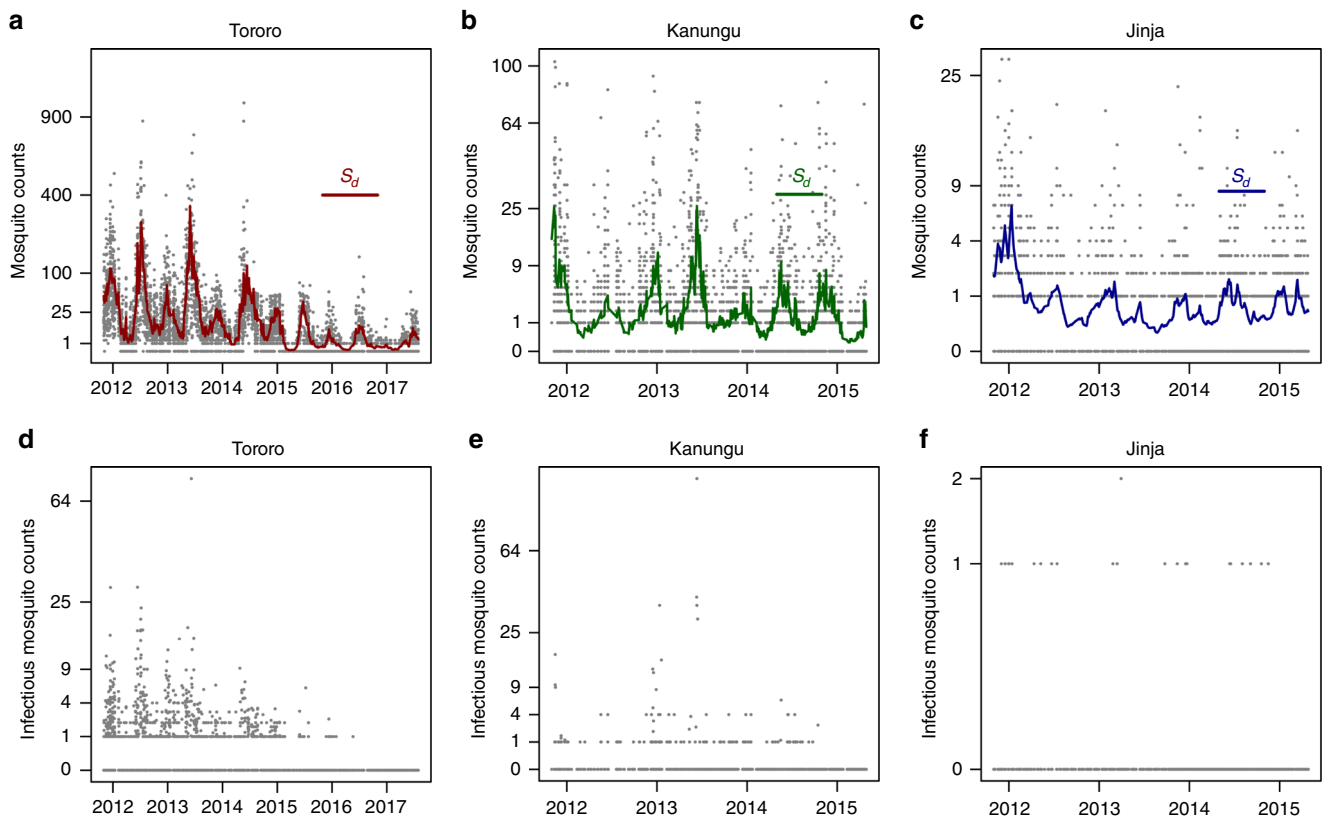 a
Tororo
Mosquito counts
900
400
100
25
1
S_d
2012 2013 2014 2015 2016 2017
b
Kanungu
Mosquito counts
100
64
25
9
1
0
S_d
2012 2013 2014 2015
c
Jinja
Mosquito counts
25
9
4
1
0
S_d
2012 2013 2014 2015
d
Tororo
Infectious mosquito counts
64
25
9
4
1
0
2012 2013 2014 2015 2016 2017
e
Kanungu
Infectious mosquito counts
64
25
9
4
1
0
2012 2013 2014 2015
f
Jinja
Infectious mosquito counts
2
1
0
2012 2013 2014 2015